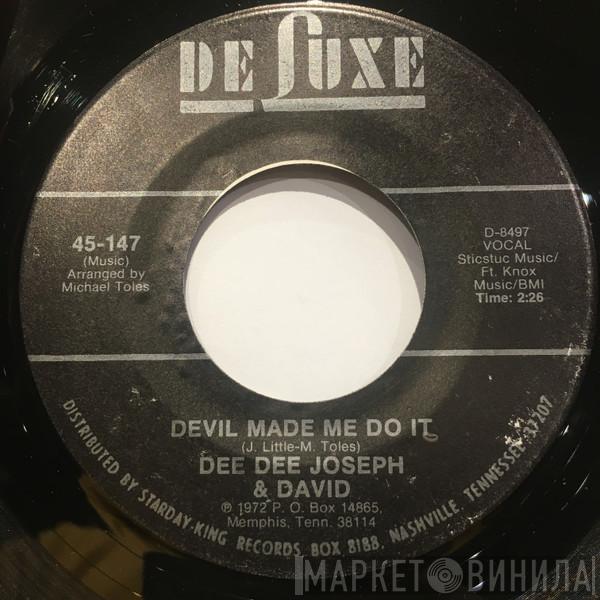 DE LUXE
45-147
(Music)
Arranged by
Michael Toles
D-8497
VOCAL
Sticstuc Music/
Ft. Knox
Music/BMI
Time: 2:26
DEVIL MADE ME DO IT
(J. Little-M. Toles)
DEE DEE JOSEPH
& DAVID
℗ 1972 P. O. Box 14865,
Memphis, Tenn. 38114
DISTRIBUTED BY STARDAY-KING RECORDS, BOX 8188, NASHVILLE, TENNESSEE 37207
МАРКЕТ ВИНИЛА